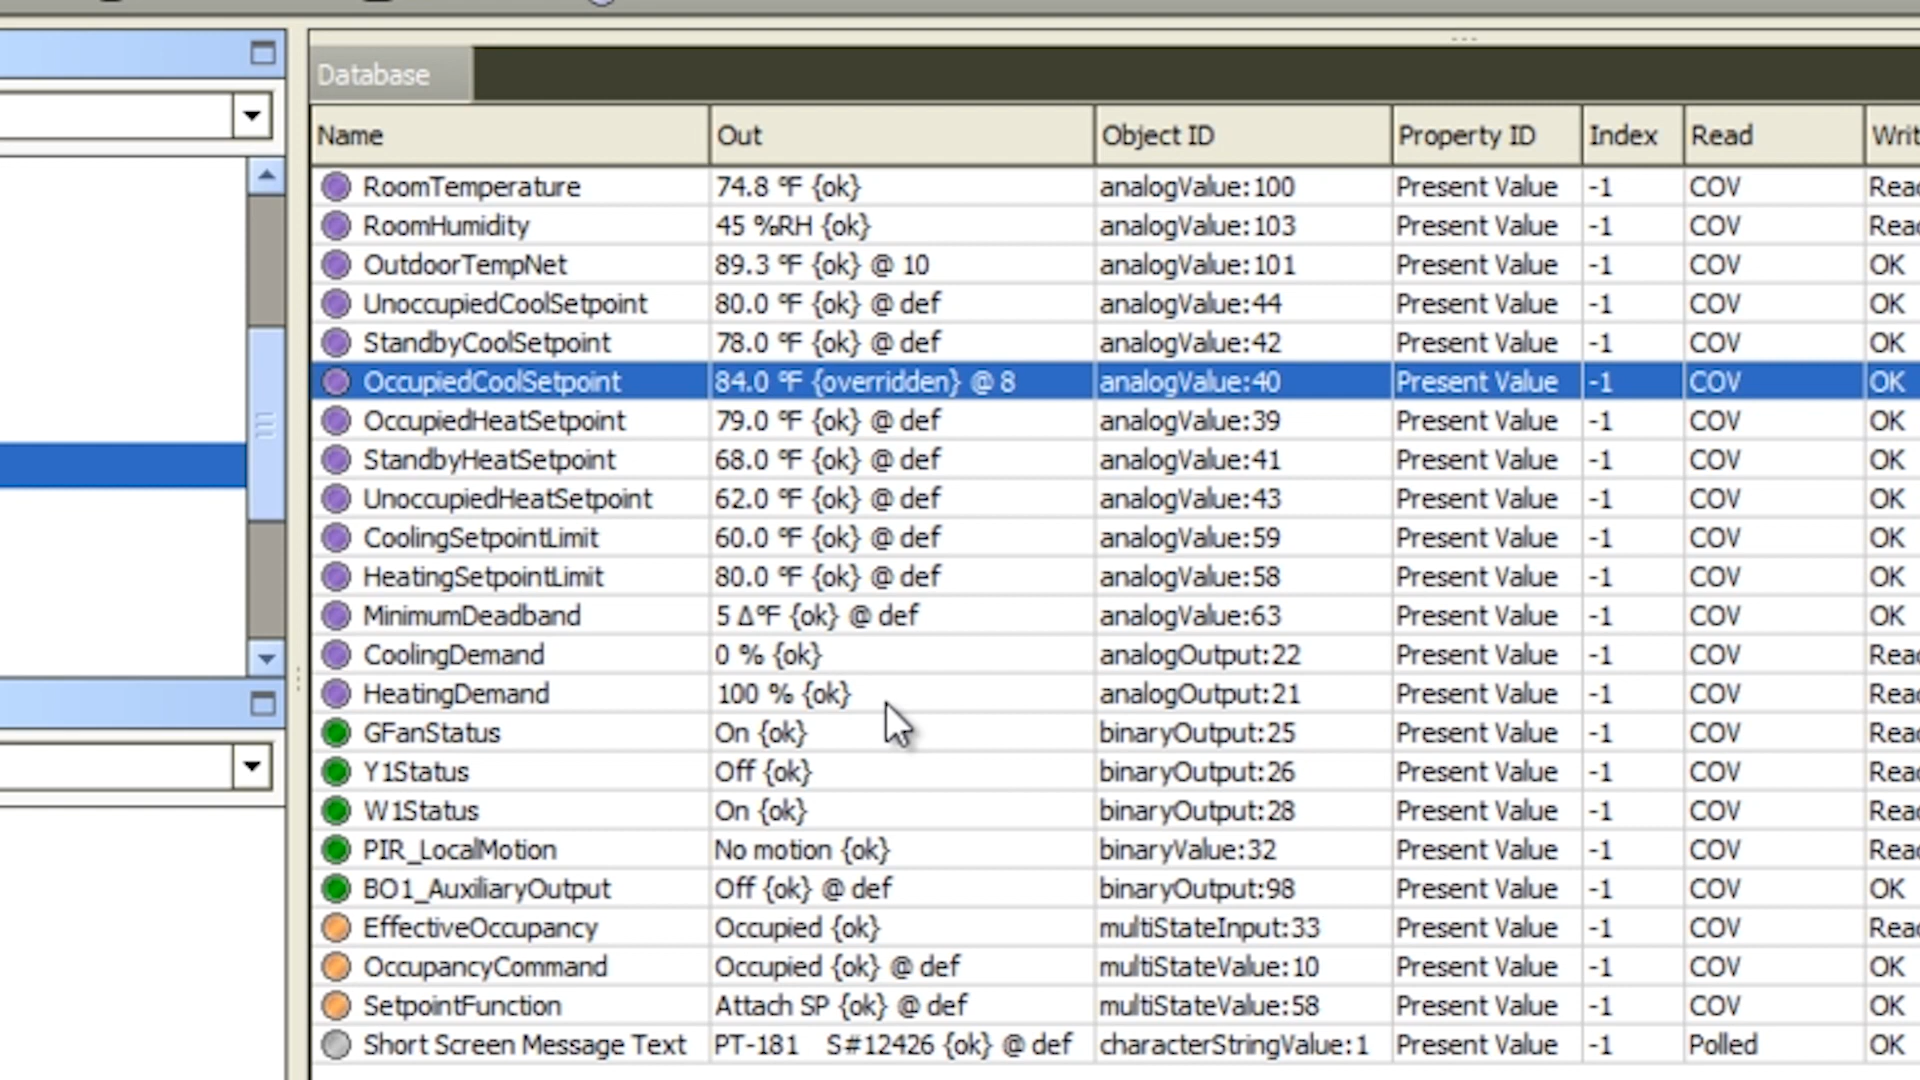 Database
Name Out Object ID Property ID Index Read Writ
RoomTemperature 74.8 °F {ok} analogValue:100 Present Value -1 COV Read
RoomHumidity 45 %RH {ok} analogValue:103 Present Value -1 COV Read
OutdoorTempNet 89.3 °F {ok} @ 10 analogValue:101 Present Value -1 COV OK
UnoccupiedCoolSetpoint 80.0 °F {ok} @ def analogValue:44 Present Value -1 COV OK
StandbyCoolSetpoint 78.0 °F {ok} @ def analogValue:42 Present Value -1 COV OK
OccupiedCoolSetpoint 84.0 °F {overridden} @ 8 analogValue:40 Present Value -1 COV OK
OccupiedHeatSetpoint 79.0 °F {ok} @ def analogValue:39 Present Value -1 COV OK
StandbyHeatSetpoint 68.0 °F {ok} @ def analogValue:41 Present Value -1 COV OK
UnoccupiedHeatSetpoint 62.0 °F {ok} @ def analogValue:43 Present Value -1 COV OK
CoolingSetpointLimit 60.0 °F {ok} @ def analogValue:59 Present Value -1 COV OK
HeatingSetpointLimit 80.0 °F {ok} @ def analogValue:58 Present Value -1 COV OK
MinimumDeadband 5 Δ°F {ok} @ def analogValue:63 Present Value -1 COV OK
CoolingDemand 0 % {ok} analogOutput:22 Present Value -1 COV Read
HeatingDemand 100 % {ok} analogOutput:21 Present Value -1 COV Read
GFanStatus On {ok} binaryOutput:25 Present Value -1 COV Read
Y1Status Off {ok} binaryOutput:26 Present Value -1 COV Read
W1Status On {ok} binaryOutput:28 Present Value -1 COV Read
PIR_LocalMotion No motion {ok} binaryValue:32 Present Value -1 COV Read
BO1_AuxiliaryOutput Off {ok} @ def binaryOutput:98 Present Value -1 COV OK
EffectiveOccupancy Occupied {ok} multiStateInput:33 Present Value -1 COV Read
OccupancyCommand Occupied {ok} @ def multiStateValue:10 Present Value -1 COV OK
SetpointFunction Attach SP {ok} @ def multiStateValue:58 Present Value -1 COV OK
Short Screen Message Text PT-181 S#12426 {ok} @ def characterStringValue:1 Present Value -1 Polled OK